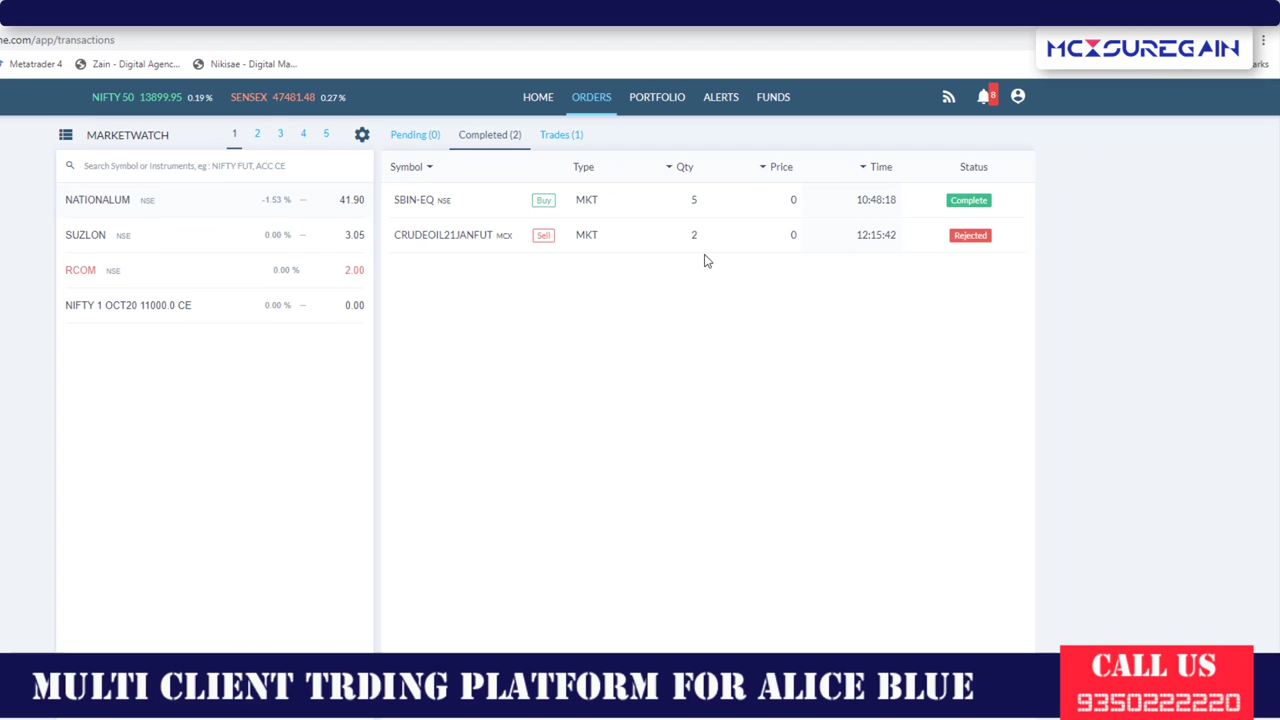 ne.com/app/transactions
MCXSUREGAIN
Metatrader 4 Zain - Digital Agenc... Nikisae - Digital Ma... arks
NIFTY 50 13899.95 0.19 % SENSEX 47481.48 0.27 % HOME ORDERS PORTFOLIO ALERTS FUNDS 8
MARKETWATCH 1 2 3 4 5 Pending (0) Completed (2) Trades (1)
Search Symbol or Instruments, eg : NIFTY FUT, ACC CE
Symbol Type Qty Price Time Status
NATIONALUM NSE -1.53 % -- 41.90
SBIN-EQ NSE Buy MKT 5 0 10:48:18 Complete
SUZLON NSE 0.00 % -- 3.05
CRUDEOIL21JANFUT MCX Sell MKT 2 0 12:15:42 Rejected
RCOM NSE 0.00 % 2.00
NIFTY 1 OCT20 11000.0 CE 0.00 % -- 0.00
MULTI CLIENT TRDING PLATFORM FOR ALICE BLUE
CALL US
9350222220